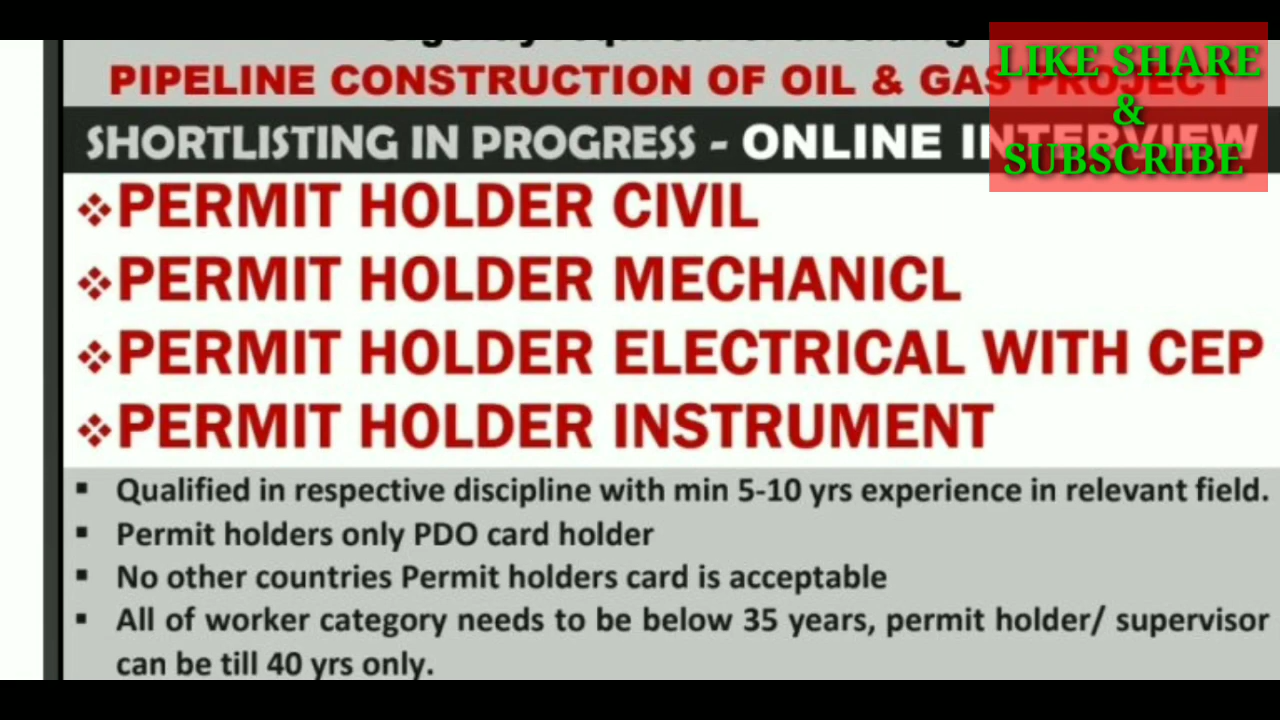 PIPELINE CONSTRUCTION OF OIL & GAS PROJECT
SHORTLISTING IN PROGRESS - ONLINE INTERVIEW
LIKE SHARE
&
SUBSCRIBE
❖PERMIT HOLDER CIVIL
❖PERMIT HOLDER MECHANICL
❖PERMIT HOLDER ELECTRICAL WITH CEP
❖PERMIT HOLDER INSTRUMENT
▪ Qualified in respective discipline with min 5-10 yrs experience in relevant field.
▪ Permit holders only PDO card holder
▪ No other countries Permit holders card is acceptable
▪ All of worker category needs to be below 35 years, permit holder/ supervisor
can be till 40 yrs only.